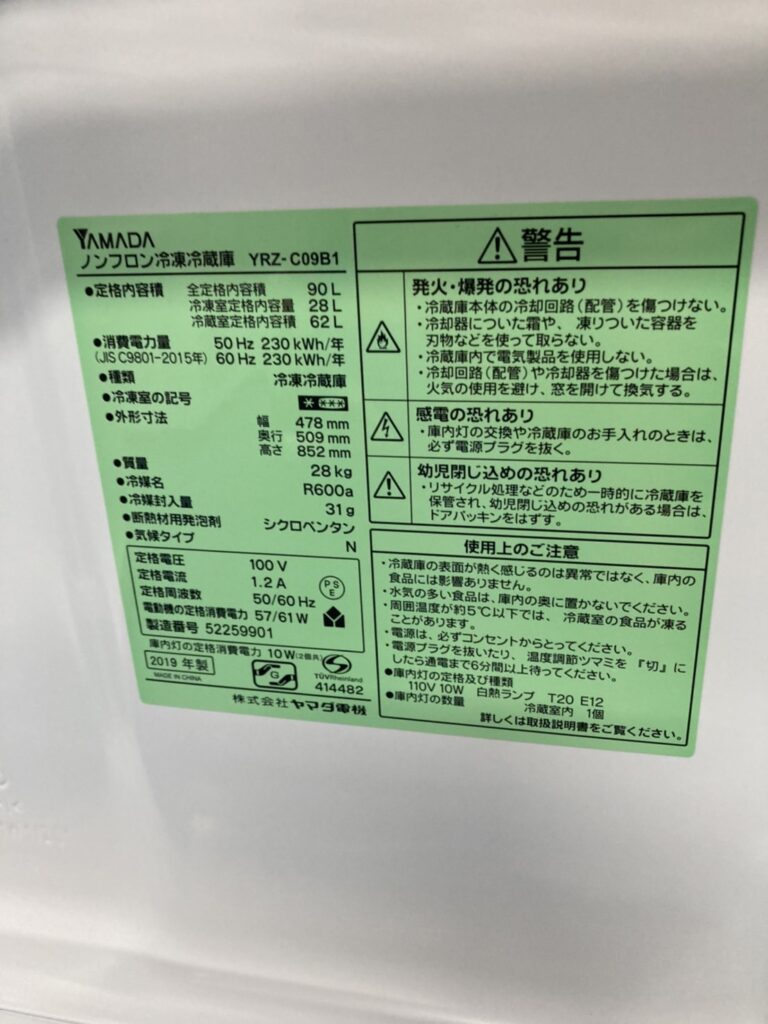 YAMADA
ノンフロン冷凍冷蔵庫 YRZ-C09B1
●定格内容積 全定格内容積 90 L
冷凍室定格内容量 28 L
冷蔵室定格内容積 62 L
●消費電力量 50 Hz 230 kWh/年
(JIS C9801-2015年) 60 Hz 230 kWh/年
●種類 冷凍冷蔵庫
●冷凍室の記号
●外形寸法 幅 478 mm
奥行 509 mm
高さ 852 mm
●質量 28 kg
●冷媒名 R600a
●冷媒封入量 31 g
●断熱材用発泡剤 シクロペンタン
●気候タイプ N
定格電圧 100 V
定格電流 1.2 A
定格周波数 50/60 Hz
電動機の定格消費電力 57/61 W
製造番号 52259901
PSE
庫内灯の定格消費電力 10W(2個共)
2019 年製
MADE IN CHINA
G
TÜVRheinland
414482
株式会社 ヤマダ電機
警告
発火・爆発の恐れあり
・冷蔵庫本体の冷却回路(配管)を傷つけない。
・冷却器についた霜や、凍りついた容器を
刃物などを使って取らない。
・冷蔵庫内で電気製品を使用しない。
・冷却回路(配管)や冷却器を傷つけた場合は、
火気の使用を避け、窓を開けて換気する。
感電の恐れあり
・庫内灯の交換や冷蔵庫のお手入れのときは、
必ず電源プラグを抜く。
幼児閉じ込めの恐れあり
・リサイクル処理などのため一時的に冷蔵庫を
保管され、幼児閉じ込めの恐れがある場合は、
ドアパッキンをはずす。
使用上のご注意
・冷蔵庫の表面が熱く感じるのは異常ではなく、庫内の
食品には影響ありません。
・水気の多い食品は、庫内の奥に置かないでください。
・周囲温度が約5℃以下では、冷蔵室の食品が凍る
ことがあります。
・電源は、必ずコンセントからとってください。
・電源プラグを抜いたり、温度調節ツマミを『切』に
したら通電まで6分間以上待ってください。
●庫内灯の定格及び種類
110V 10W 白熱ランプ T20 E12
●庫内灯の数量 冷蔵室内 1個
詳しくは取扱説明書をご覧ください。